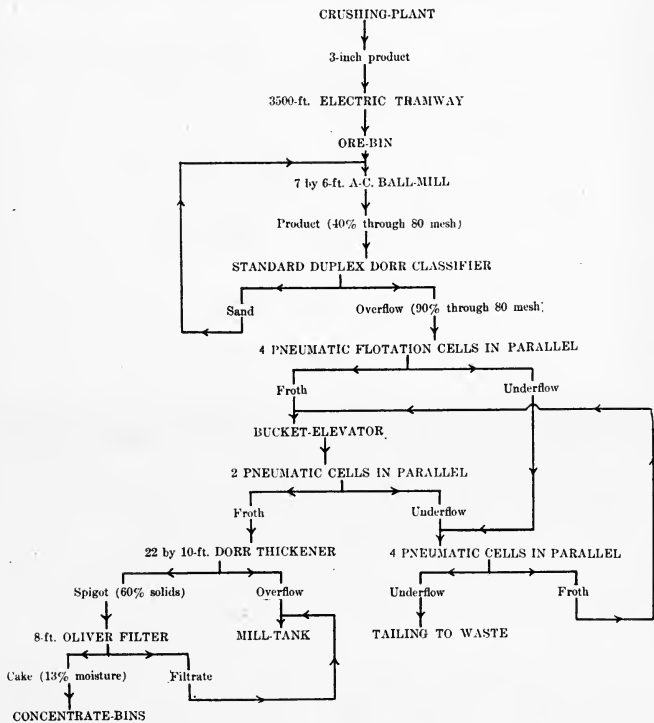 CRUSHING-PLANT
3-inch product
3500-ft. ELECTRIC TRAMWAY
ORE-BIN
7 by 6-ft. A-C. BALL-MILL
Product (40% through 80 mesh)
STANDARD DUPLEX DORR CLASSIFIER
Sand
Overflow (90% through 80 mesh)
4 PNEUMATIC FLOTATION CELLS IN PARALLEL
Froth
Underflow
BUCKET-ELEVATOR
2 PNEUMATIC CELLS IN PARALLEL
Froth
Underflow
22 by 10-ft. DORR THICKENER
4 PNEUMATIC CELLS IN PARALLEL
Spigot (60% solids)
Overflow
Underflow
Froth
8-ft. OLIVER FILTER
MILL-TANK
TAILING TO WASTE
Cake (13% moisture)
Filtrate
CONCENTRATE-BINS